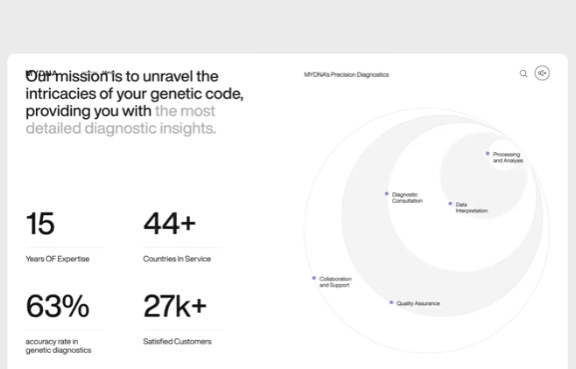 MYDNA
Our mission is to unravel the
intricacies of your genetic code,
providing you with the most
detailed diagnostic insights.
MYDNA's Precision Diagnostics
Processing
and Analysis
Diagnostic
Consultation
Data
Interpretation
Collaboration
and Support
Quality Assurance
15
Years OF Expertise
44+
Countries In Service
63%
accuracy rate in
genetic diagnostics
27k+
Satisfied Customers